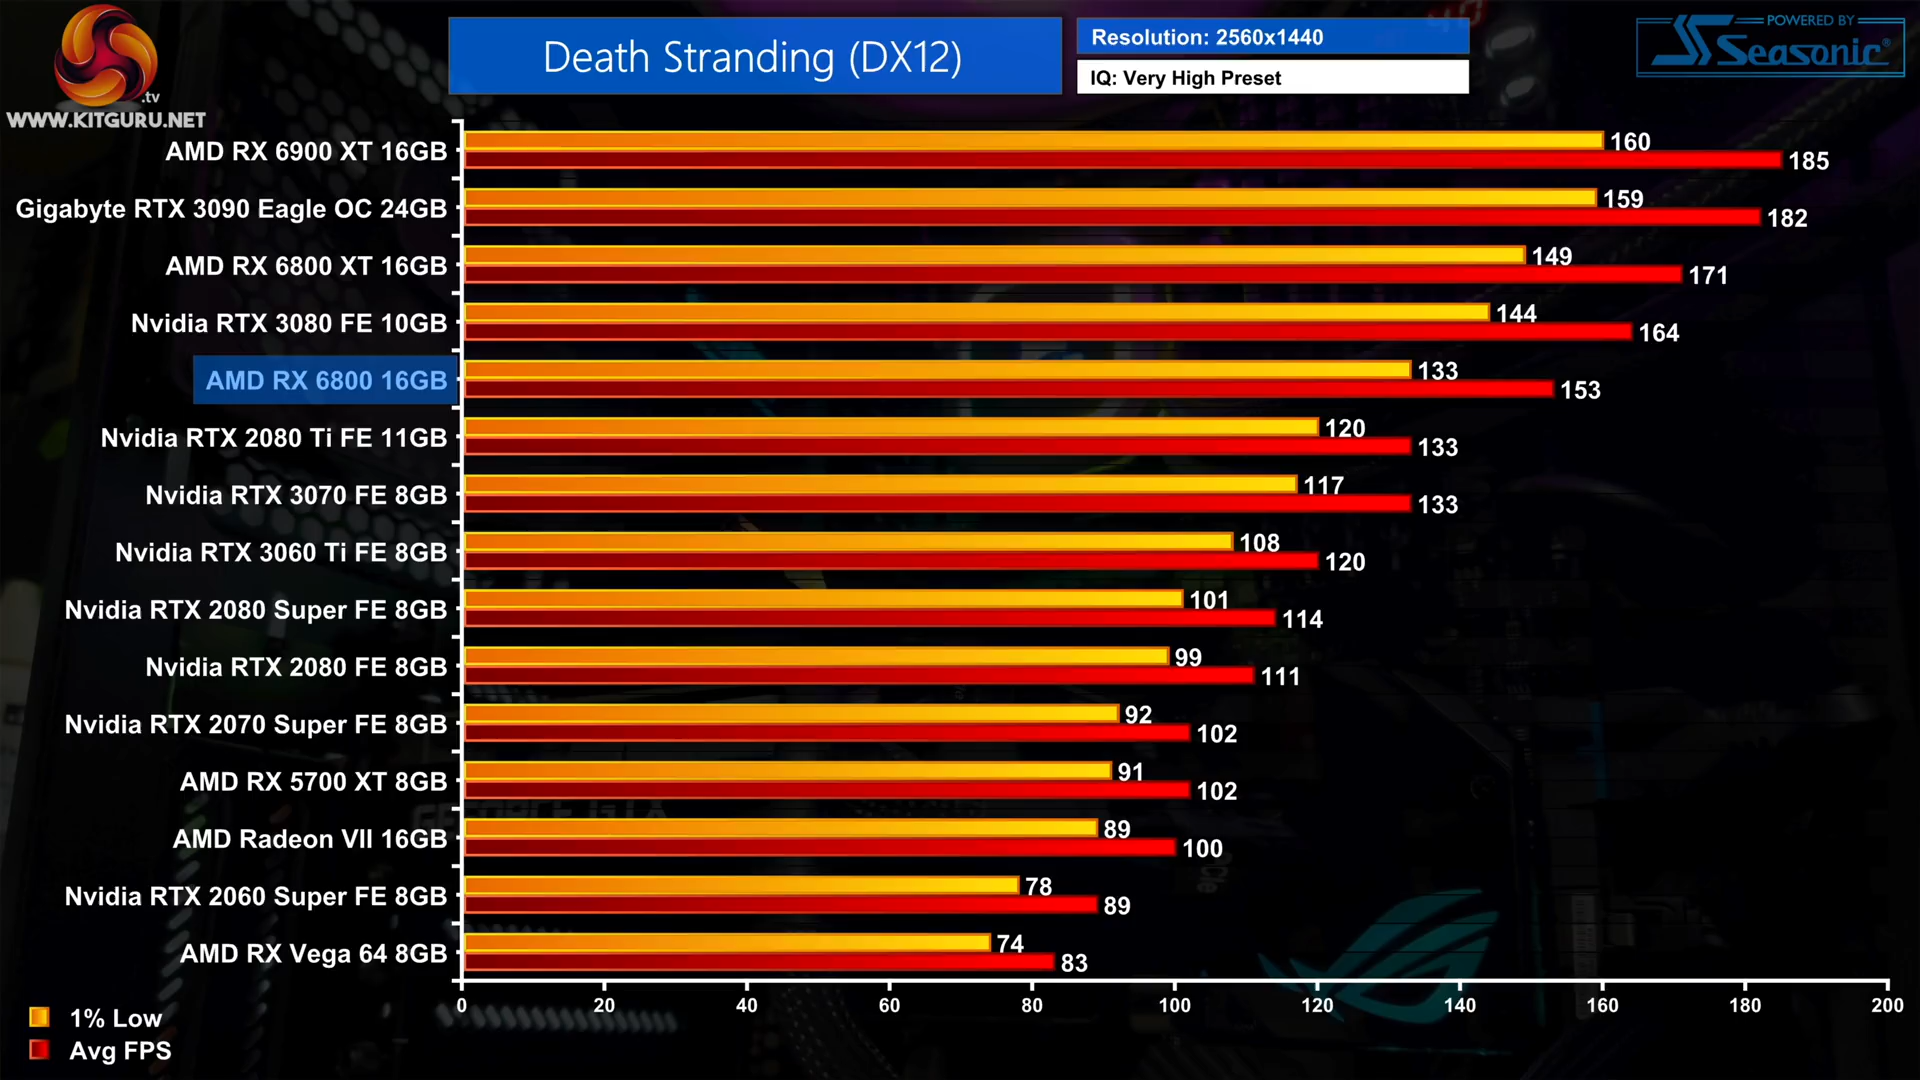 .tv
WWW.KITGURU.NET
Death Stranding (DX12)
Resolution: 2560x1440
IQ: Very High Preset
POWERED BY
Seasonic®
AMD RX 6900 XT 16GB
160
185
Gigabyte RTX 3090 Eagle OC 24GB
159
182
AMD RX 6800 XT 16GB
149
171
Nvidia RTX 3080 FE 10GB
144
164
AMD RX 6800 16GB
133
153
Nvidia RTX 2080 Ti FE 11GB
120
133
Nvidia RTX 3070 FE 8GB
117
133
Nvidia RTX 3060 Ti FE 8GB
108
120
Nvidia RTX 2080 Super FE 8GB
101
114
Nvidia RTX 2080 FE 8GB
99
111
Nvidia RTX 2070 Super FE 8GB
92
102
AMD RX 5700 XT 8GB
91
102
AMD Radeon VII 16GB
89
100
Nvidia RTX 2060 Super FE 8GB
78
89
AMD RX Vega 64 8GB
74
83
0 20 40 60 80 100 120 140 160 180 200
1% Low
Avg FPS